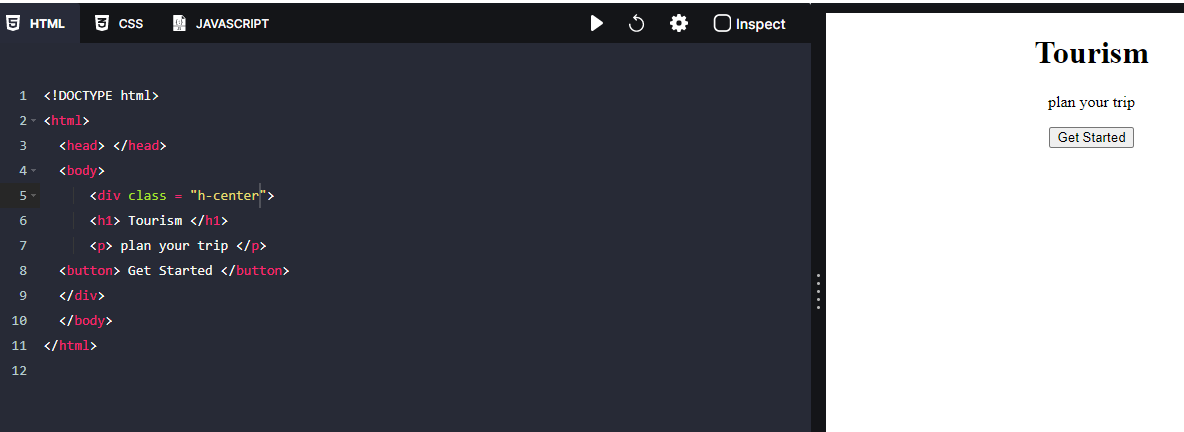 HTML CSS JAVASCRIPT Inspect
1 <!DOCTYPE html>
2 <html>
3 <head> </head>
4 <body>
5 <div class = "h-center">
6 <h1> Tourism </h1>
7 <p> plan your trip </p>
8 <button> Get Started </button>
9 </div>
10 </body>
11 </html>
12
Tourism
plan your trip
Get Started